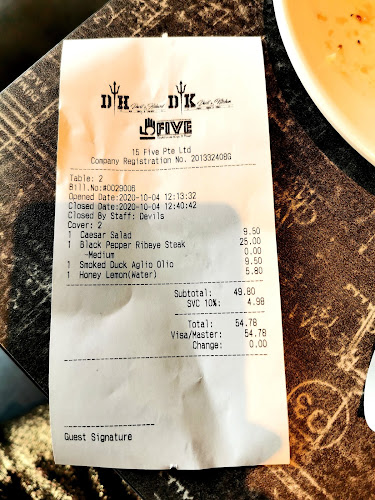 DK DK
FIVE
15 Five Pte Ltd
Company Registration No. 201332408G
Table: 2
Bill.No:#0029006
Opened Date:2020-10-04 12:13:32
Closed Date:2020-10-04 12:40:42
Closed By Staff: Devils
Cover: 2
1 Caesar Salad 9.50
1 Black Pepper Ribeye Steak 25.00
-Medium 0.00
1 Smoked Duck Aglio Olio 9.50
1 Honey Lemon(Water) 5.80
Subtotal: 49.80
SVC 10%: 4.98
Total: 54.78
Visa/Master: 54.78
Change: 0.00
Guest Signature